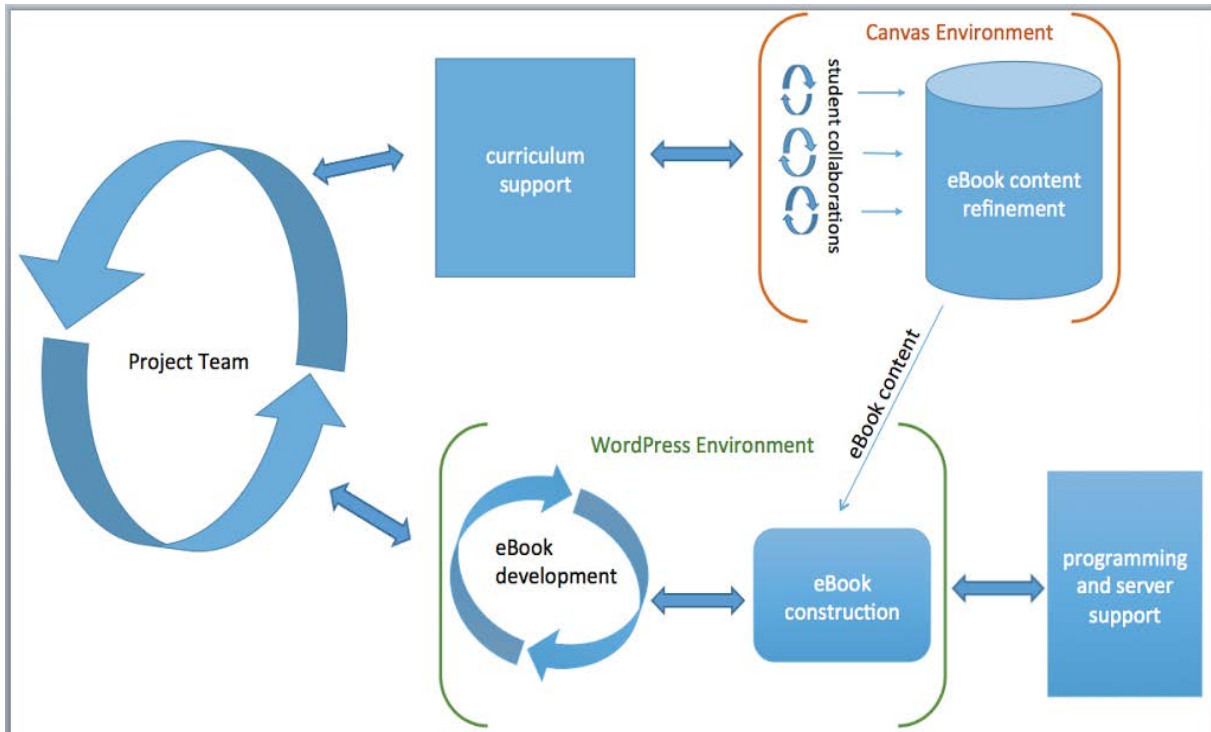 Canvas Environment
curriculum
support
student collaborations
eBook content
refinement
Project Team
eBook content
WordPress Environment
eBook
development
eBook
construction
programming
and server
support